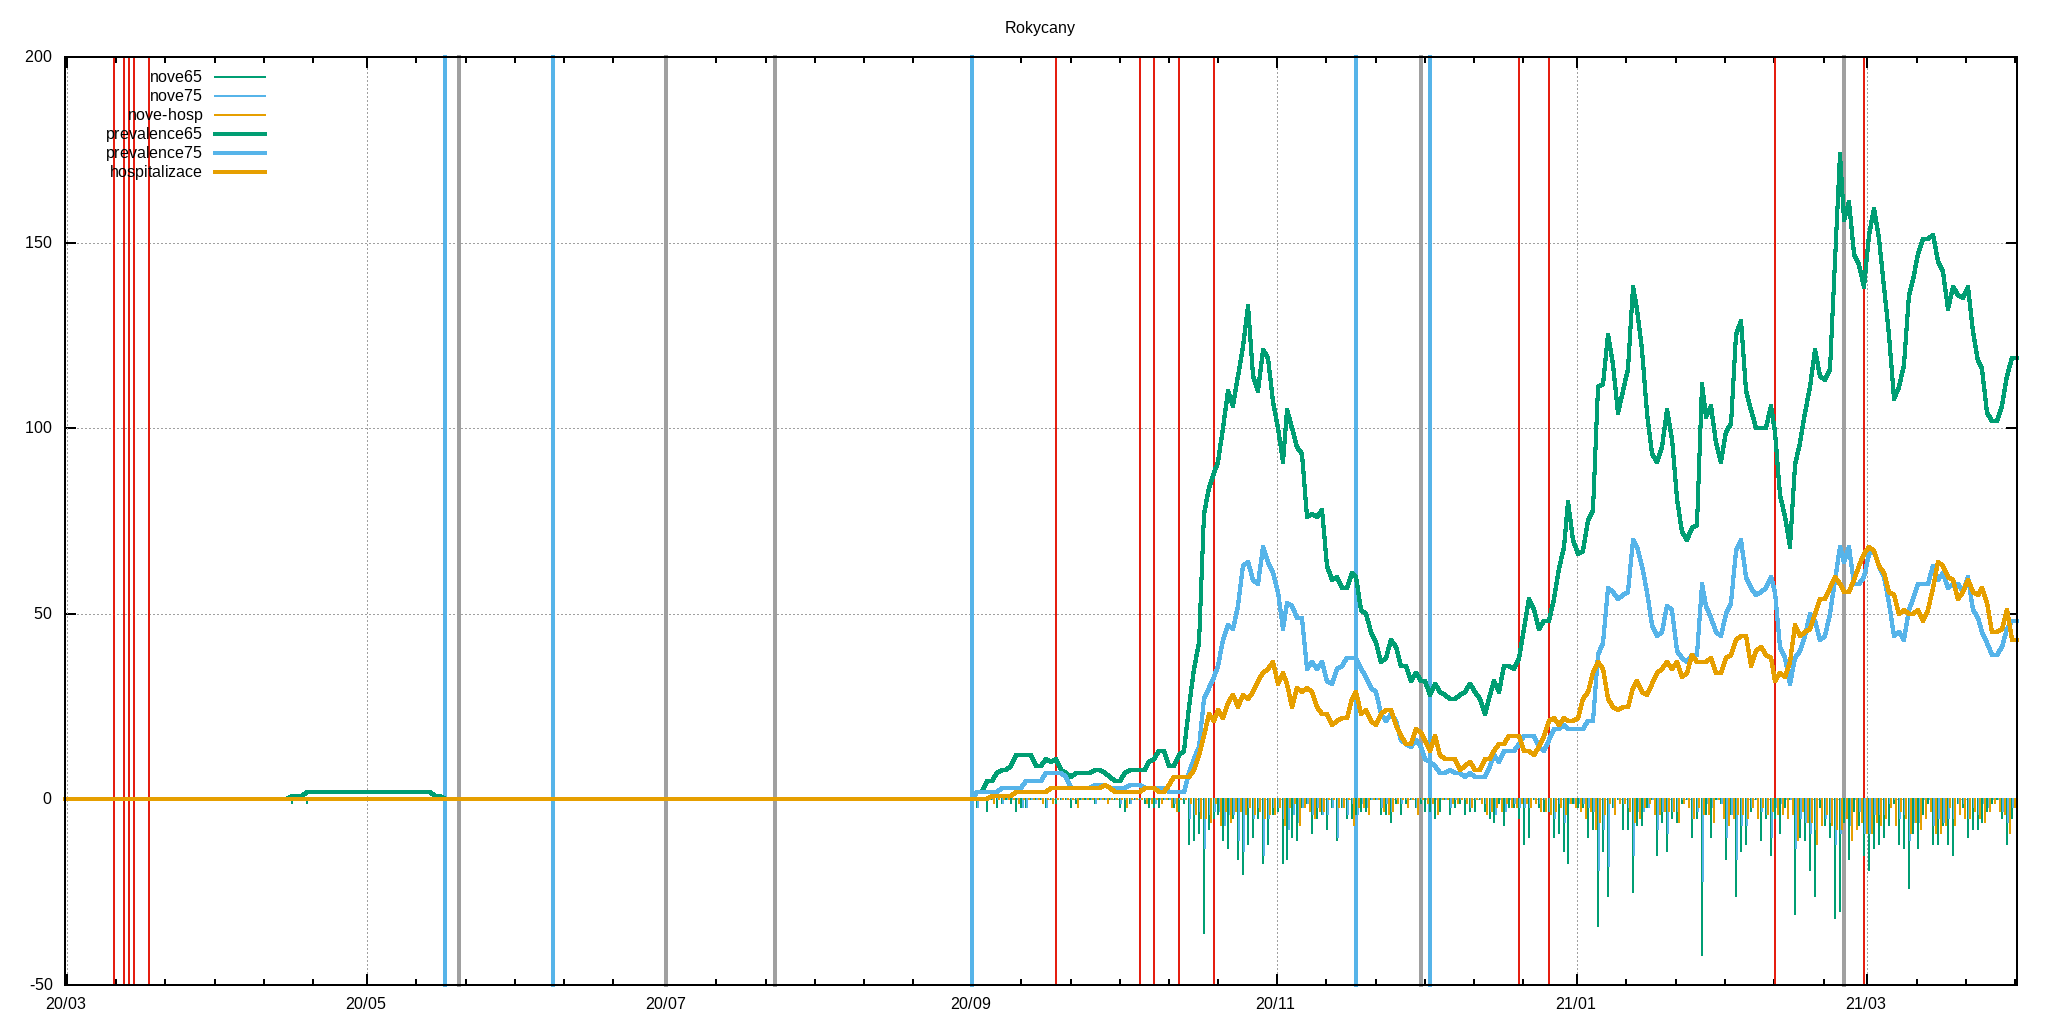 Rokycany
200
nove65
nove75
nove-hosp
prevalence65
prevalence75
hospitalizace
150
100
50
0
-50
20/03 20/05 20/07 20/09 20/11 21/01 21/03